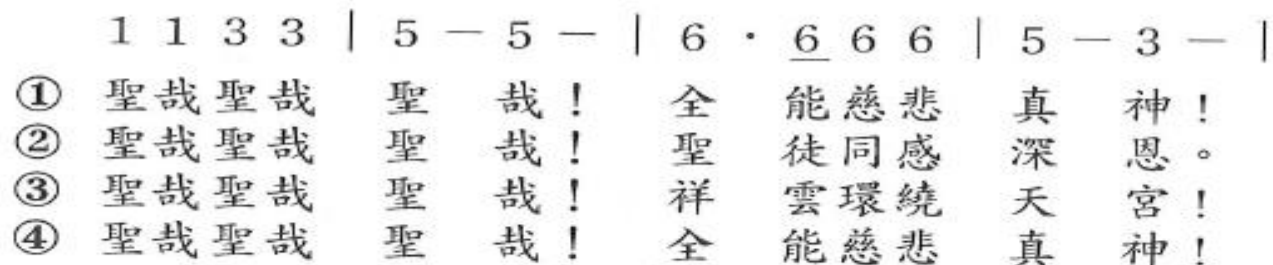 1 1 3 3 | 5 － 5 － | 6 · 6 6 6 | 5 － 3 － |
① 聖哉聖哉 聖 哉！ 全 能慈悲 真 神！
② 聖哉聖哉 聖 哉！ 聖 徒同感 深 恩。
③ 聖哉聖哉 聖 哉！ 祥 雲環繞 天 宮！
④ 聖哉聖哉 聖 哉！ 全 能慈悲 真 神！